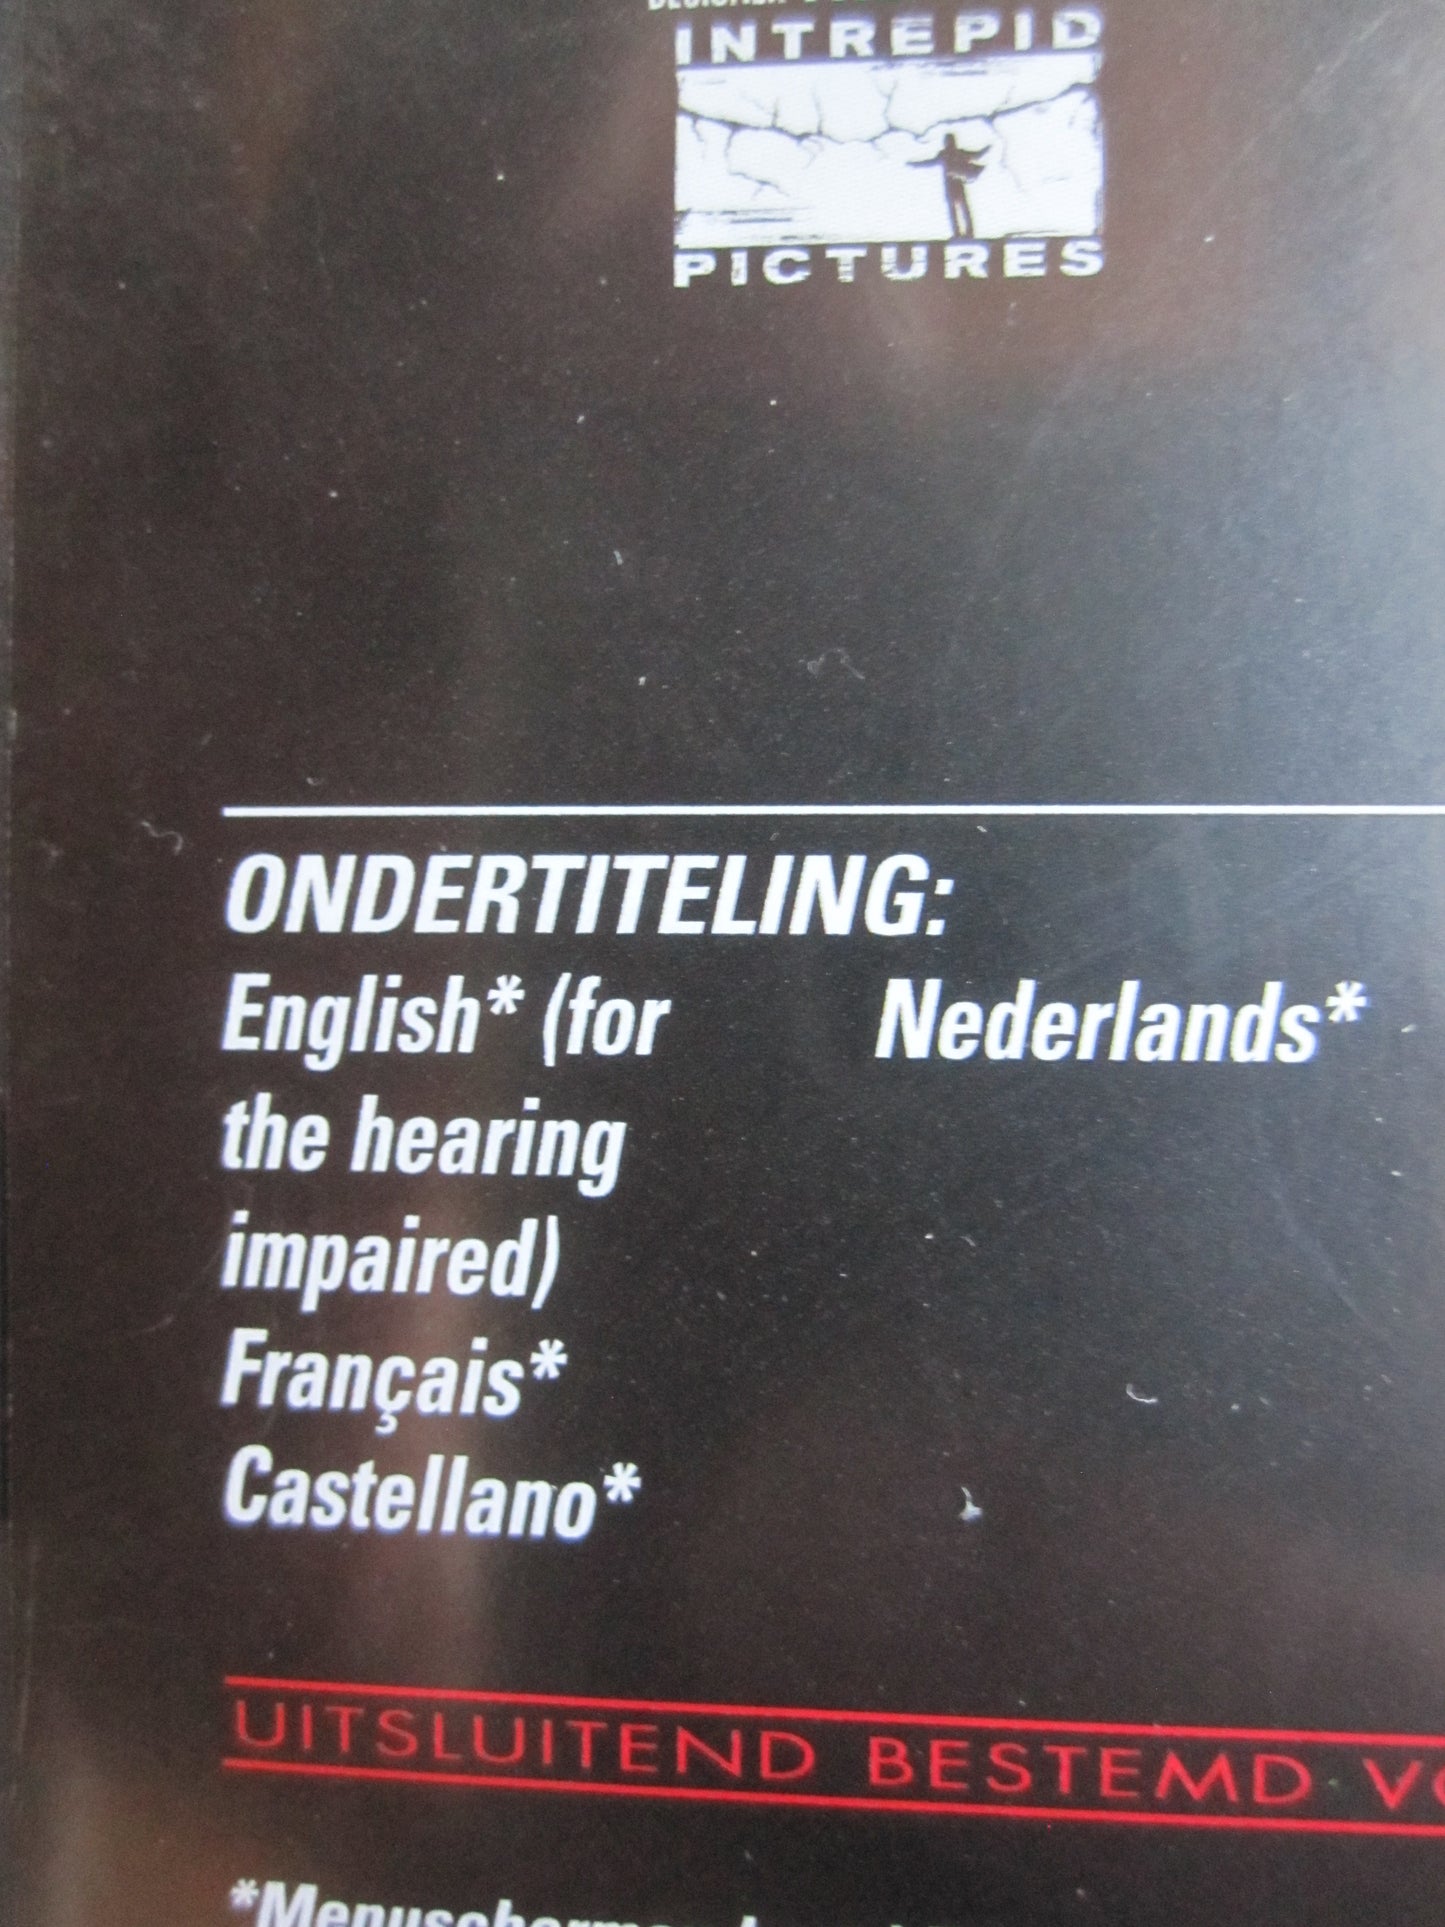 INTREPID
PICTURES
ONDERTITELING:
English* (for
the hearing
impaired)
Français*
Castellano*
Nederlands*
UITSLUITEND BESTEMD